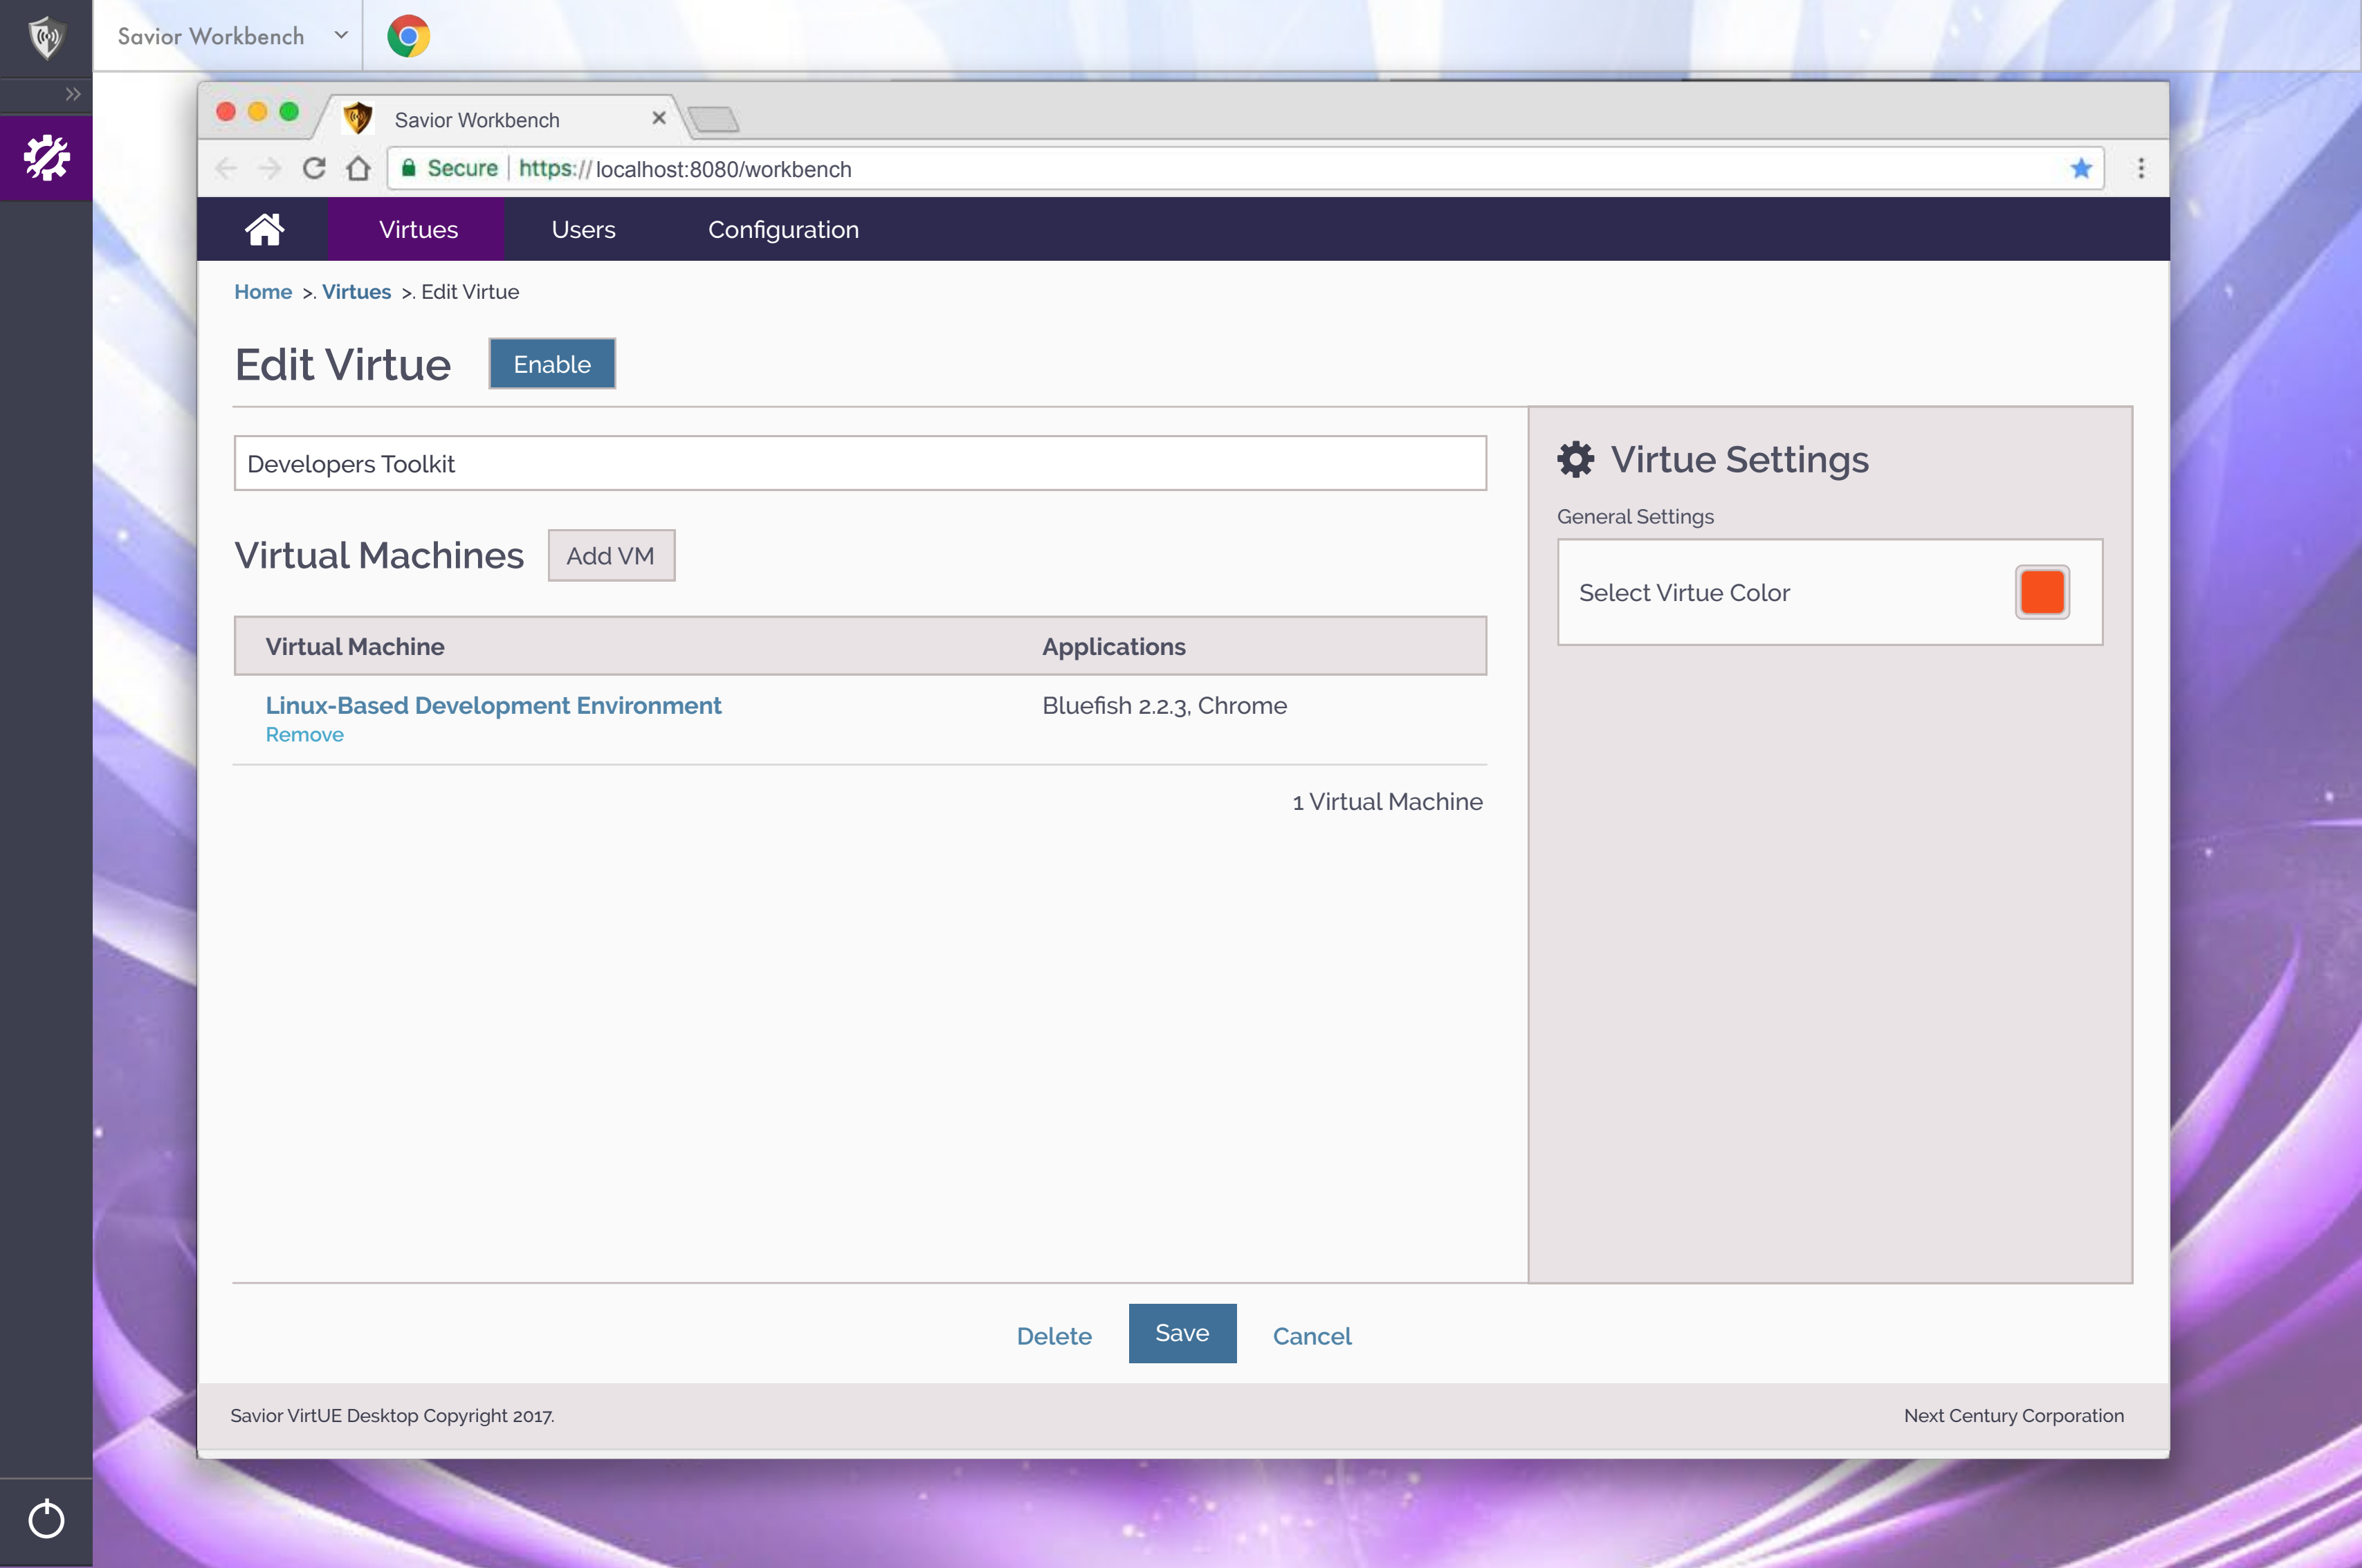 Savior Workbench
Savior Workbench
Secure https://localhost:8080/workbench
Virtues Users Configuration
Home >. Virtues >. Edit Virtue
Edit Virtue Enable
Developers Toolkit
Virtue Settings
General Settings
Virtual Machines Add VM
Select Virtue Color
Virtual Machine Applications
Linux-Based Development Environment Bluefish 2.2.3, Chrome
Remove
1 Virtual Machine
Delete Save Cancel
Savior VirtUE Desktop Copyright 2017. Next Century Corporation